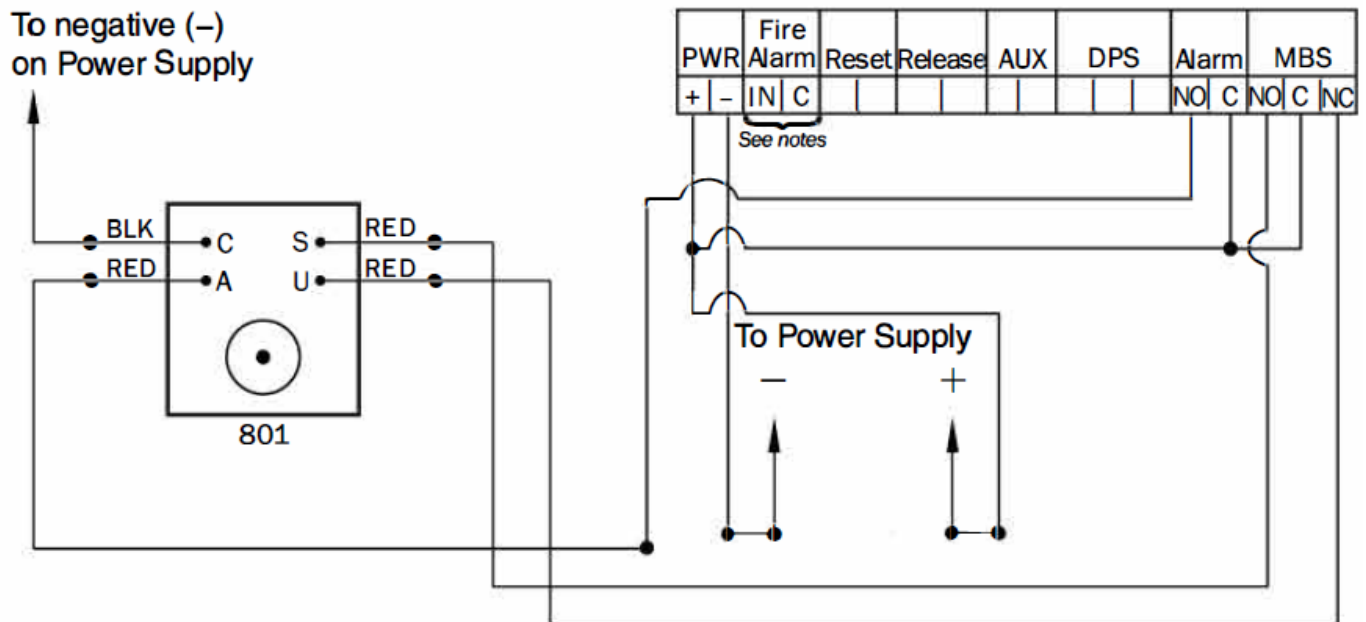 To negative (–)
on Power Supply
PWR Fire Alarm Reset Release AUX DPS Alarm MBS
+ – IN C NO C NO C NC
See notes
BLK C S RED
RED A U RED
To Power Supply
– +
801